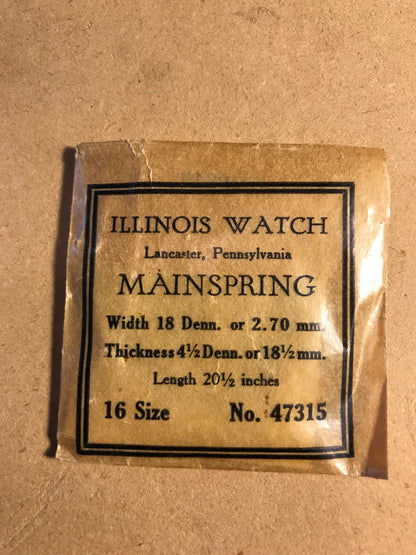 ILLINOIS WATCH
Lancaster, Pennsylvania
MAINSPRING
Width 18 Denn. or 2.70 mm.
Thickness 4½ Denn. or 18½ mm.
Length 20½ inches
16 Size No. 47315